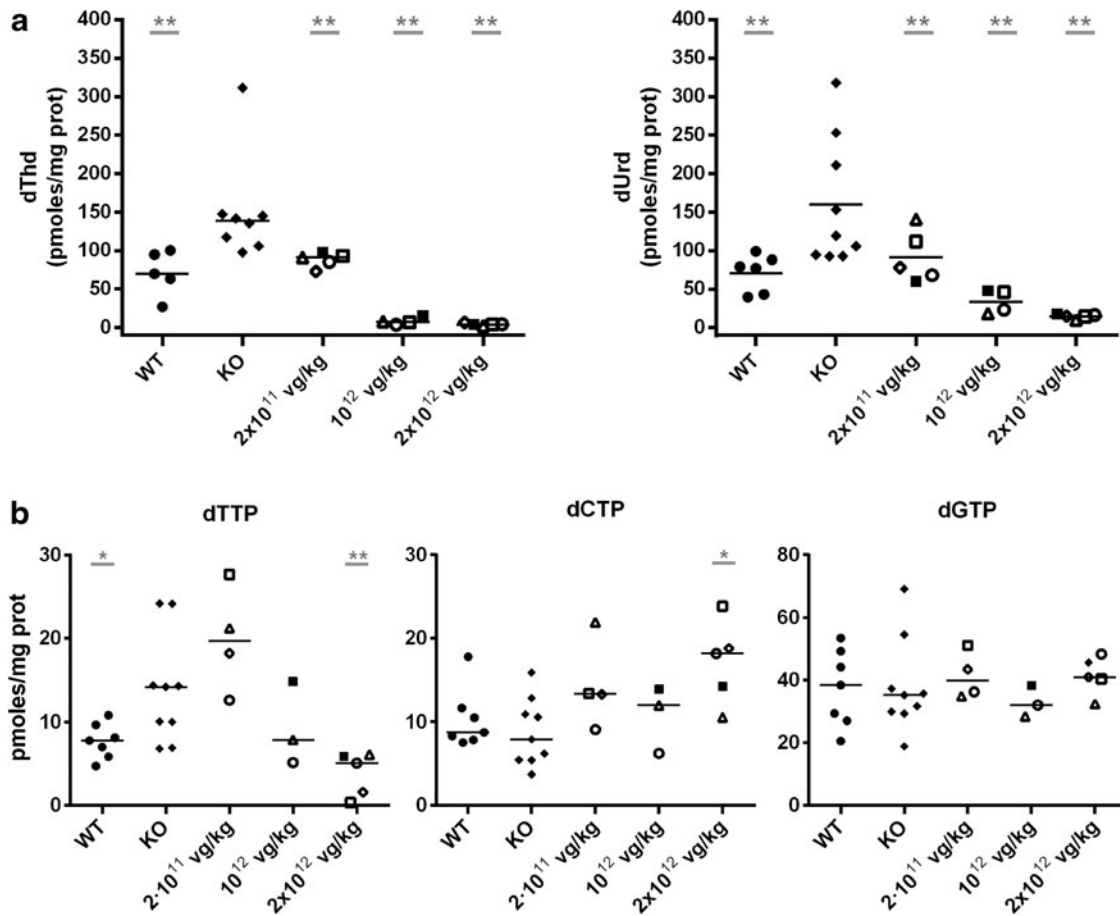 a
dThd
(pmoles/mg prot)
400
350
300
250
200
150
100
50
0
** ** ** **
WT
KO
2x10¹¹ vg/kg
10¹² vg/kg
2x10¹² vg/kg
dUrd
(pmoles/mg prot)
400
350
300
250
200
150
100
50
0
** ** ** **
WT
KO
2x10¹¹ vg/kg
10¹² vg/kg
2x10¹² vg/kg
b
pmoles/mg prot
dTTP
30
20
10
0
* **
WT
KO
2·10¹¹ vg/kg
10¹² vg/kg
2x10¹² vg/kg
dCTP
30
20
10
0
*
WT
KO
2·10¹¹ vg/kg
10¹² vg/kg
2x10¹² vg/kg
dGTP
80
60
40
20
0
WT
KO
2·10¹¹ vg/kg
10¹² vg/kg
2x10¹² vg/kg